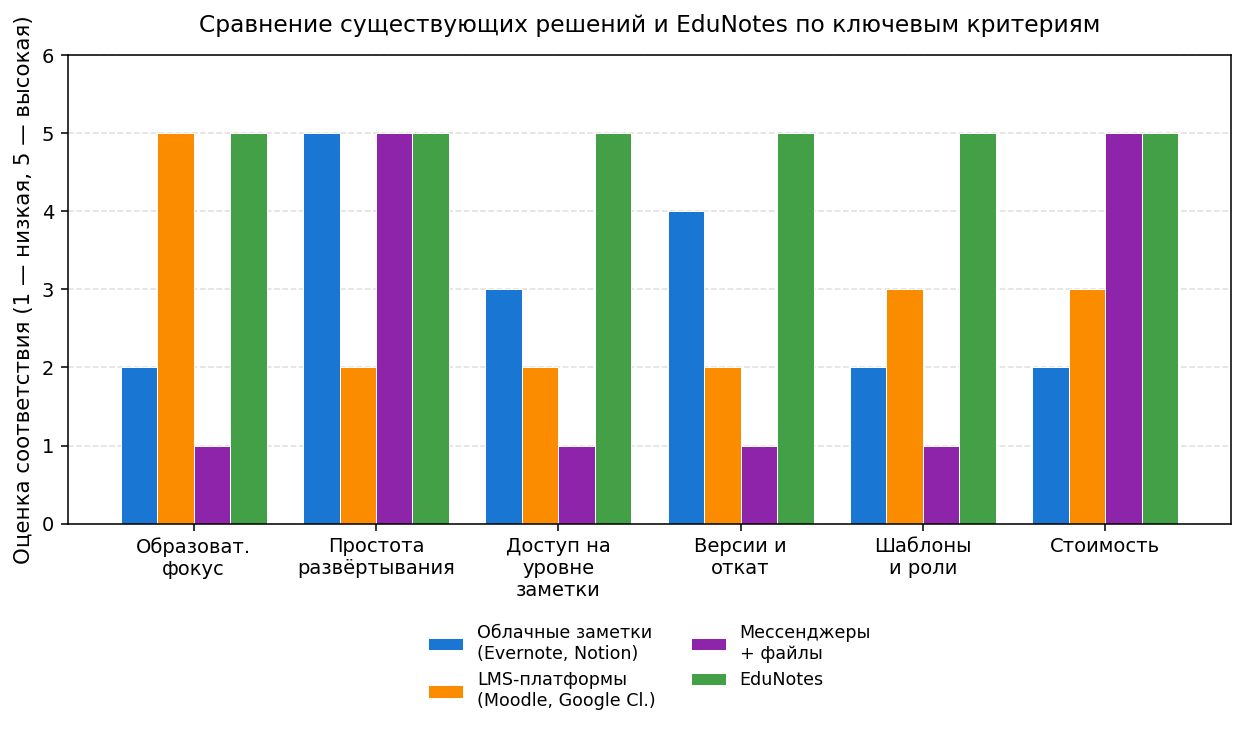 Сравнение существующих решений и EduNotes по ключевым критериям
Оценка соответствия (1 — низкая, 5 — высокая)
6
5
4
3
2
1
0
Образоват.
фокус
Простота
развёртывания
Доступ на
уровне
заметки
Версии и
откат
Шаблоны
и роли
Стоимость
Облачные заметки
(Evernote, Notion)
LMS-платформы
(Moodle, Google Cl.)
Мессенджеры
+ файлы
EduNotes